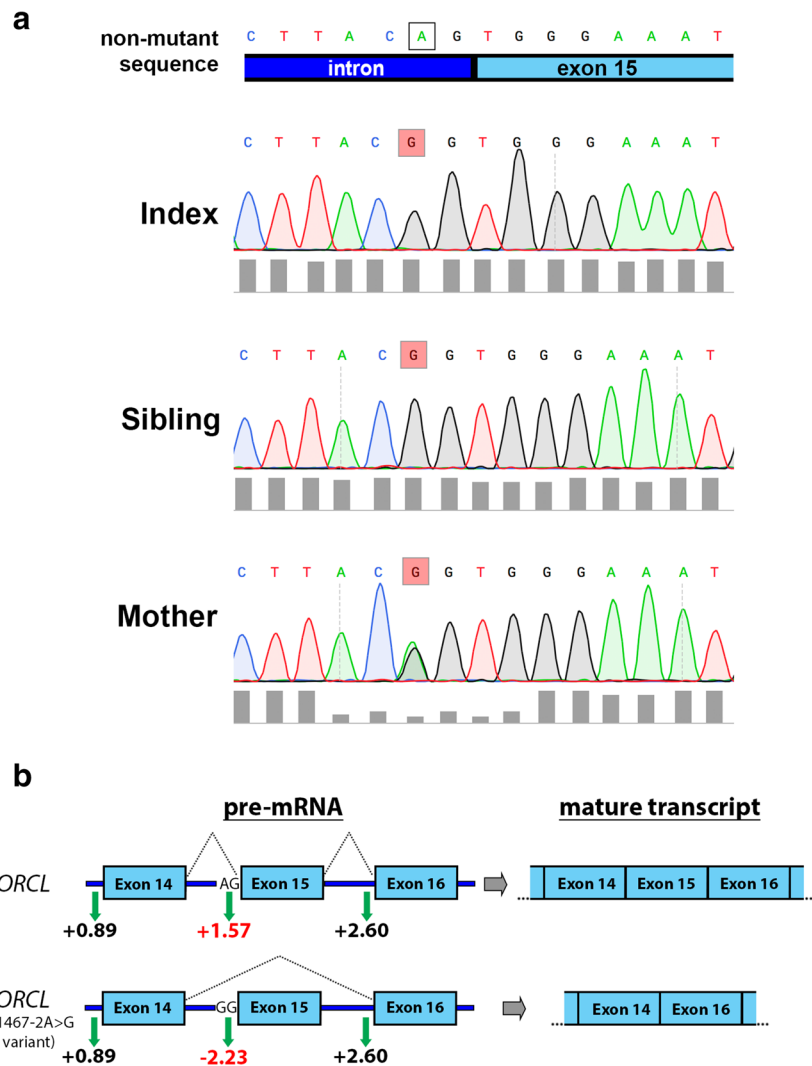 a
non-mutant
sequence
C T T A C A G T G G G A A A T
intron exon 15
C T T A C G G T G G G A A A T
Index
C T T A C G G T G G G A A A T
Sibling
C T T A C G G T G G G A A A T
Mother
b
pre-mRNA mature transcript
ORCL Exon 14 AG Exon 15 Exon 16 Exon 14 Exon 15 Exon 16
+0.89 +1.57 +2.60
ORCL Exon 14 GG Exon 15 Exon 16 Exon 14 Exon 16
1467-2A>G
variant)
+0.89 -2.23 +2.60